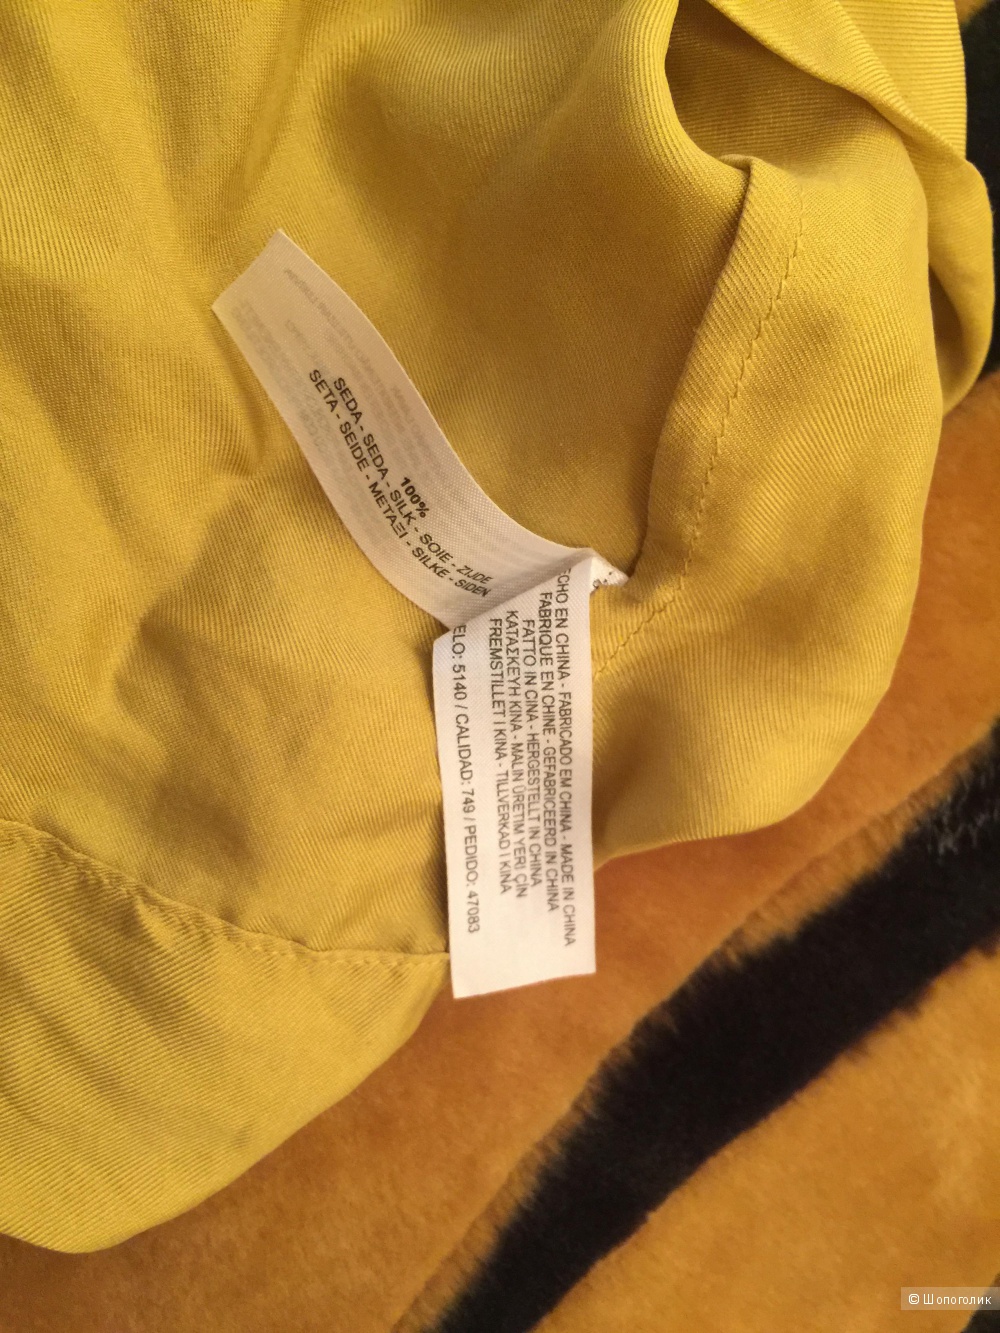 100%
SEDA - SEDA - SILK - SOIE - ZIJDE
SETA - SEIDE - ΜΕΤΑΞΙ - SILKE - SIDEN
ECHO EN CHINA - FABRICADO EM CHINA - MADE IN CHINA
FABRIQUE EN CHINE - GEFABRICEERD IN CHINA
FATTO IN CINA - HERGESTELLT IN CHINA
ΚΑΤΑΣΚΕΥΗ ΚΙΝΑ - MALIN ÜRETIM YERI ÇIN
FREMSTILLET I KINA - TILLVERKAD I KINA
ELO: 5140 / CALIDAD: 749 / PEDIDO: 47083
© Шопоголик